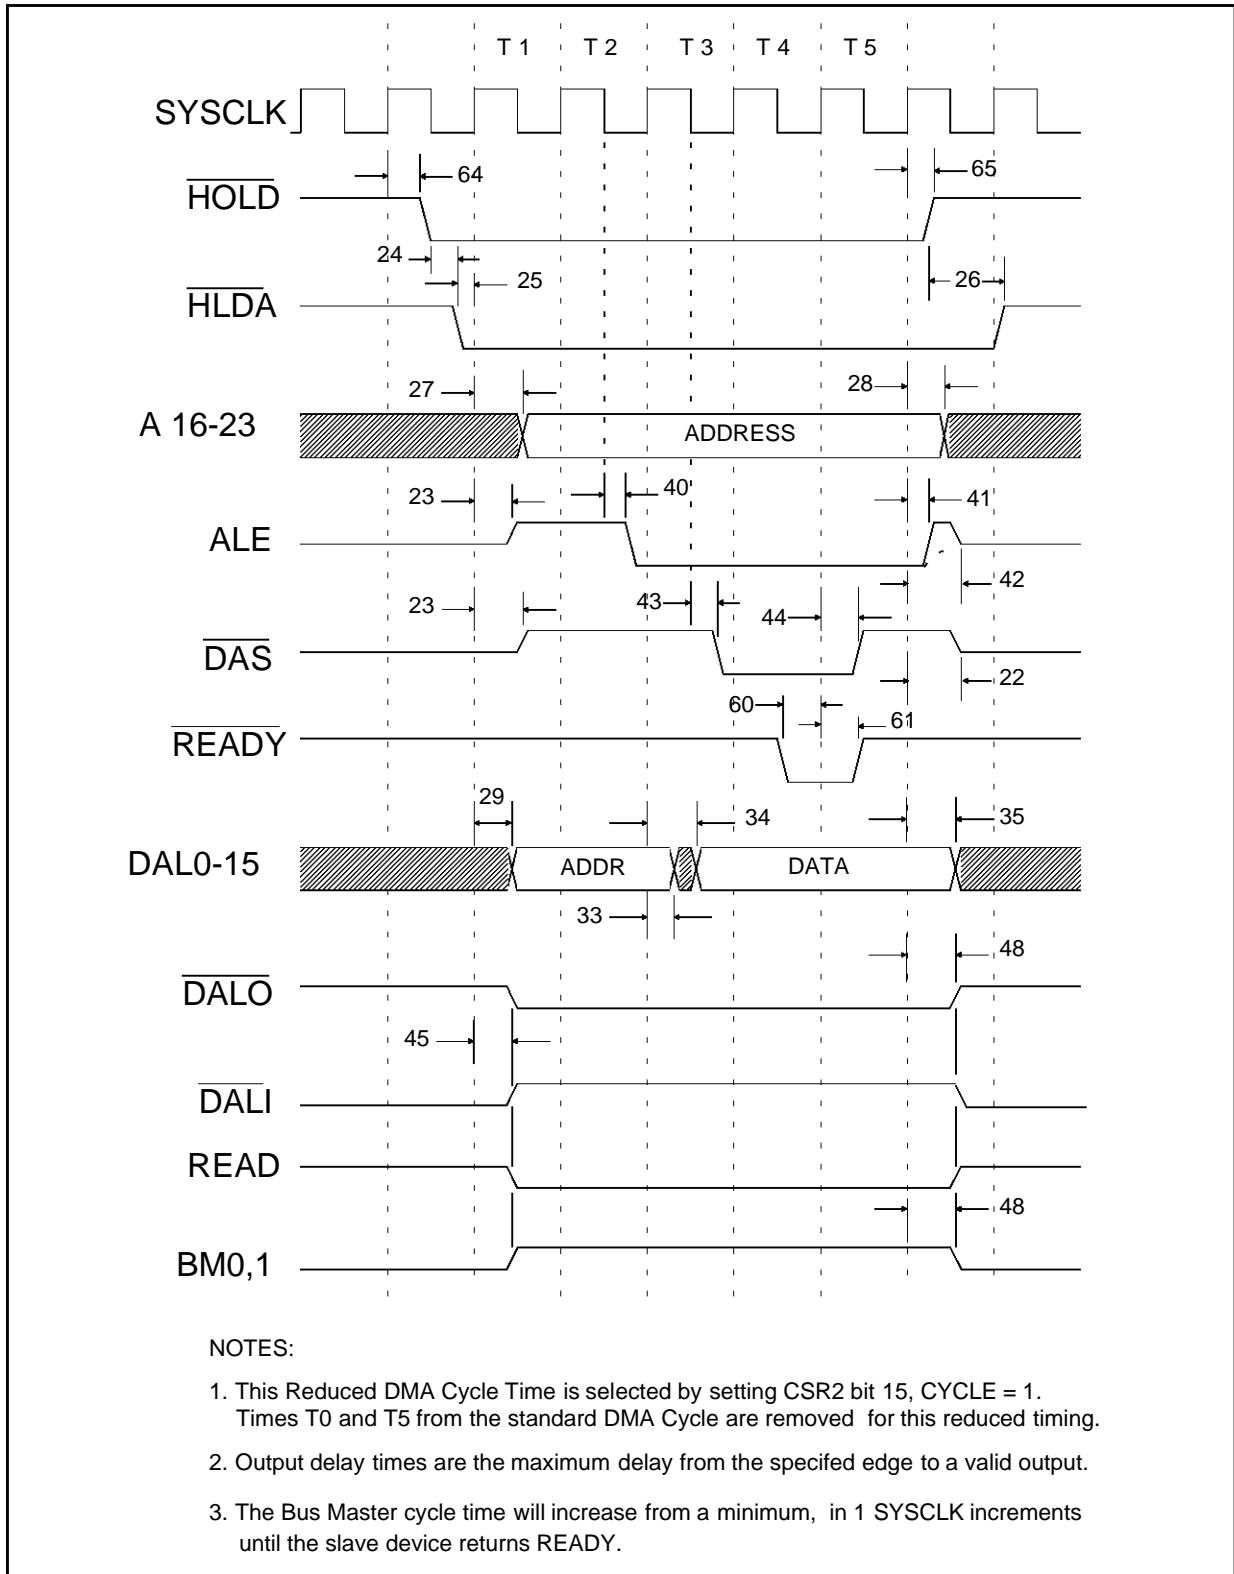 T 1 T 2 T 3 T 4 T 5
SYSCLK
64 65
HOLD
24 25 26
HLDA
27 28
A 16-23 ADDRESS
23 40 41
ALE
42
23 43 44
DAS
22
60 61
READY
29 34 35
DAL0-15 ADDR DATA
33
48
DALO
45
DALI
READ
48
BM0,1
NOTES:
1. This Reduced DMA Cycle Time is selected by setting CSR2 bit 15, CYCLE = 1.
Times T0 and T5 from the standard DMA Cycle are removed for this reduced timing.
2. Output delay times are the maximum delay from the specifed edge to a valid output.
3. The Bus Master cycle time will increase from a minimum, in 1 SYSCLK increments
until the slave device returns READY.